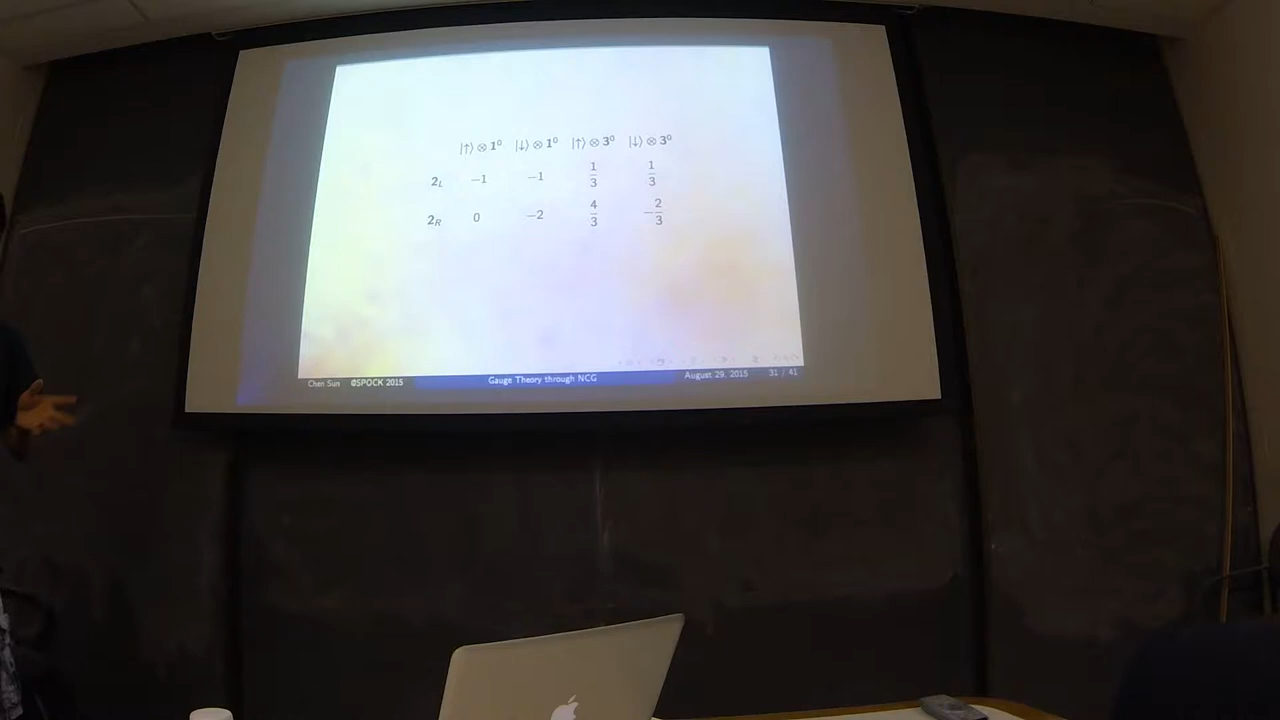 |↑⟩ ⊗ 1⁰ |↓⟩ ⊗ 1⁰ |↑⟩ ⊗ 3⁰ |↓⟩ ⊗ 3⁰
2_L −1 −1 1/3 1/3
2_R 0 −2 4/3 −2/3
Chen Sun @SPOCK 2015 Gauge Theory through NCG August 29, 2015 31 / 41